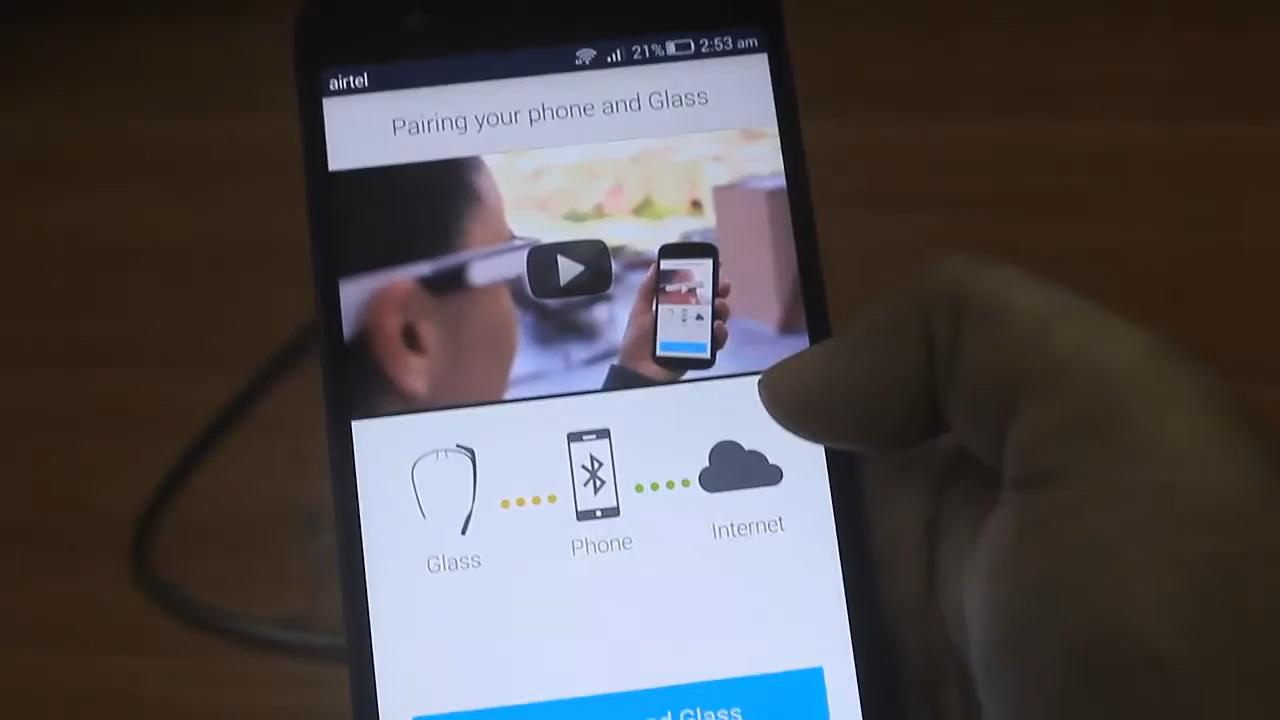 airtel 21% 2:53 am
Pairing your phone and Glass
Glass
Phone
Internet
Glass